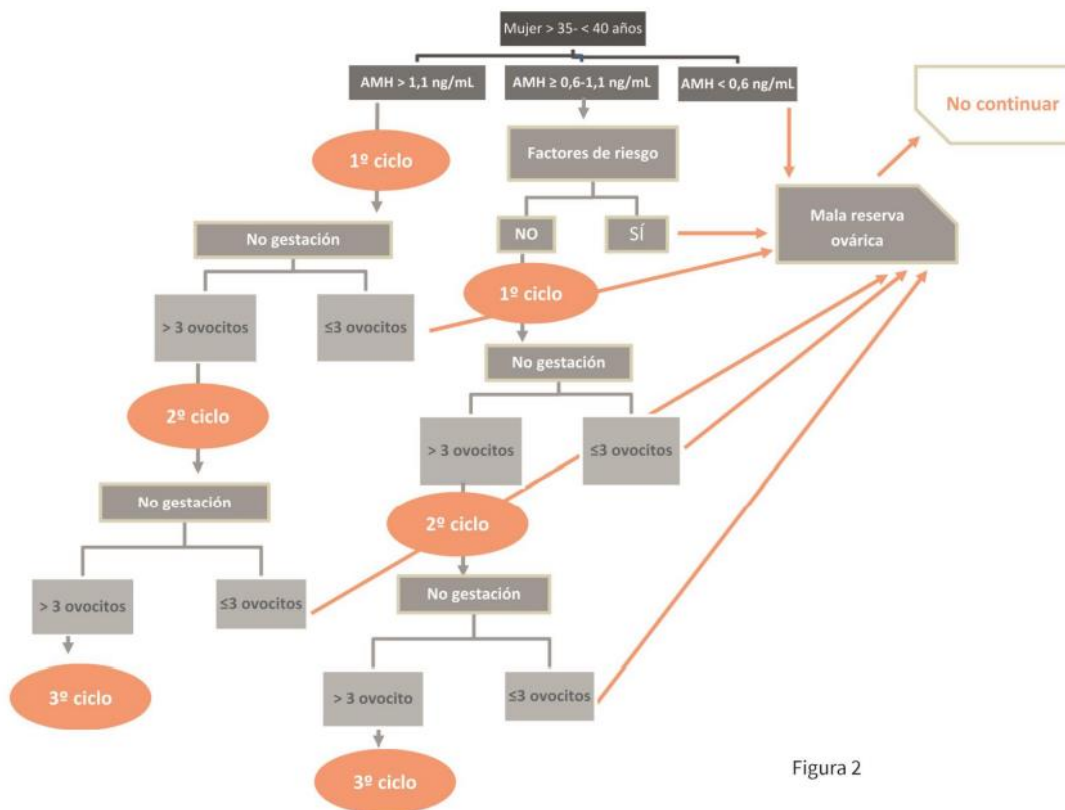 Mujer > 35- < 40 años
AMH > 1,1 ng/mL
AMH ≥ 0,6-1,1 ng/mL
AMH < 0,6 ng/mL
No continuar
1º ciclo
Factores de riesgo
Mala reserva
ovárica
No gestación
NO
SÍ
1º ciclo
> 3 ovocitos
≤3 ovocitos
No gestación
2º ciclo
> 3 ovocitos
≤3 ovocitos
No gestación
2º ciclo
> 3 ovocitos
≤3 ovocitos
No gestación
3º ciclo
> 3 ovocito
≤3 ovocitos
3º ciclo
Figura 2